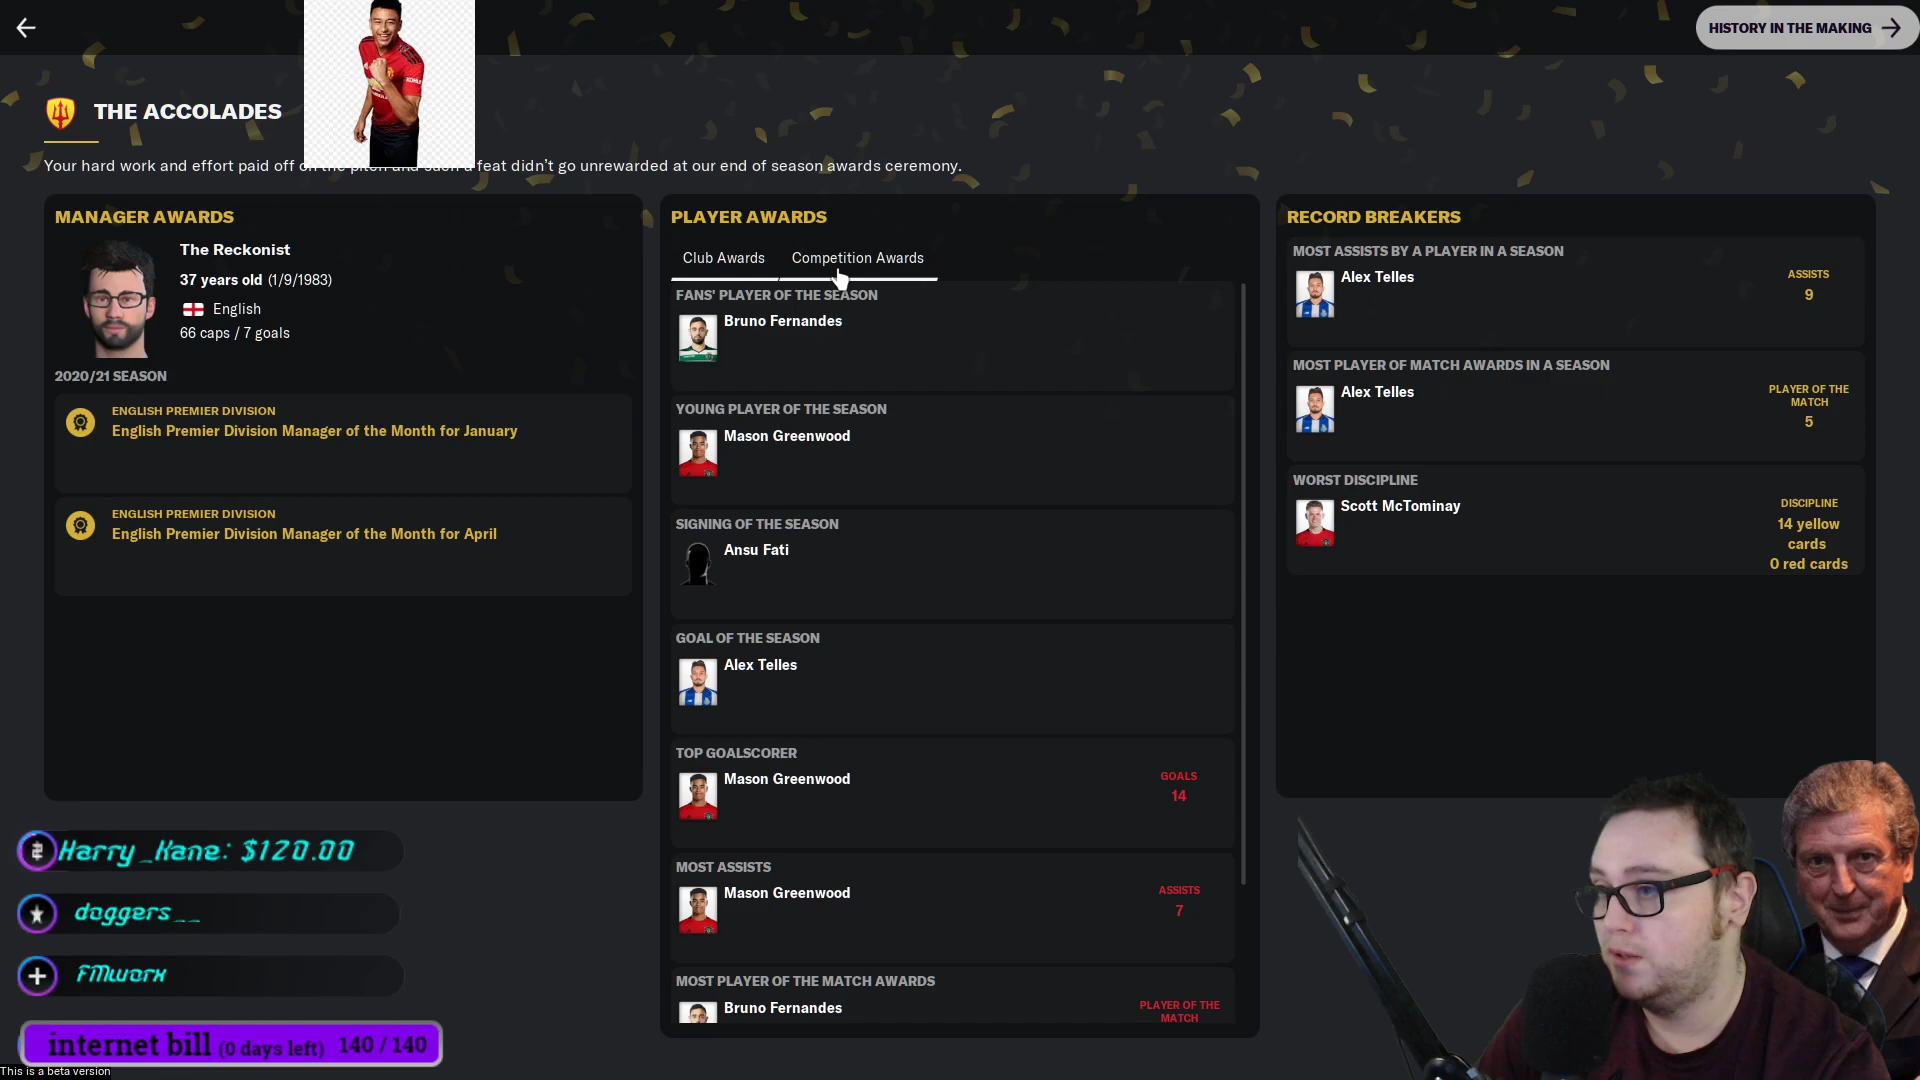 HISTORY IN THE MAKING
THE ACCOLADES
Your hard work and effort paid off on the pitch and such a feat didn't go unrewarded at our end of season awards ceremony.
MANAGER AWARDS
The Reckonist
37 years old (1/9/1983)
English
66 caps / 7 goals
2020/21 SEASON
ENGLISH PREMIER DIVISION
English Premier Division Manager of the Month for January
ENGLISH PREMIER DIVISION
English Premier Division Manager of the Month for April
PLAYER AWARDS
Club Awards
Competition Awards
FANS' PLAYER OF THE SEASON
Bruno Fernandes
YOUNG PLAYER OF THE SEASON
Mason Greenwood
SIGNING OF THE SEASON
Ansu Fati
GOAL OF THE SEASON
Alex Telles
TOP GOALSCORER
Mason Greenwood
GOALS
14
MOST ASSISTS
Mason Greenwood
ASSISTS
7
MOST PLAYER OF THE MATCH AWARDS
Bruno Fernandes
PLAYER OF THE
MATCH
RECORD BREAKERS
MOST ASSISTS BY A PLAYER IN A SEASON
Alex Telles
ASSISTS
9
MOST PLAYER OF MATCH AWARDS IN A SEASON
Alex Telles
PLAYER OF THE
MATCH
5
WORST DISCIPLINE
Scott McTominay
DISCIPLINE
14 yellow
cards
0 red cards
Harry_Kane: $120.00
doggers__
FMworx
internet bill (0 days left) 140 / 140
This is a beta version